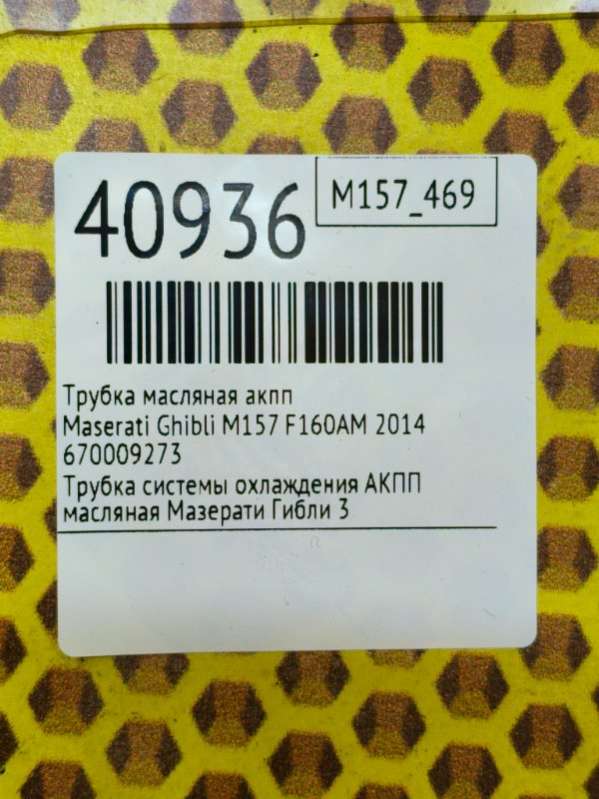 40936
M157_469
Трубка масляная акпп
Maserati Ghibli M157 F160AM 2014
670009273
Трубка системы охлаждения АКПП
масляная Мазерати Гибли 3